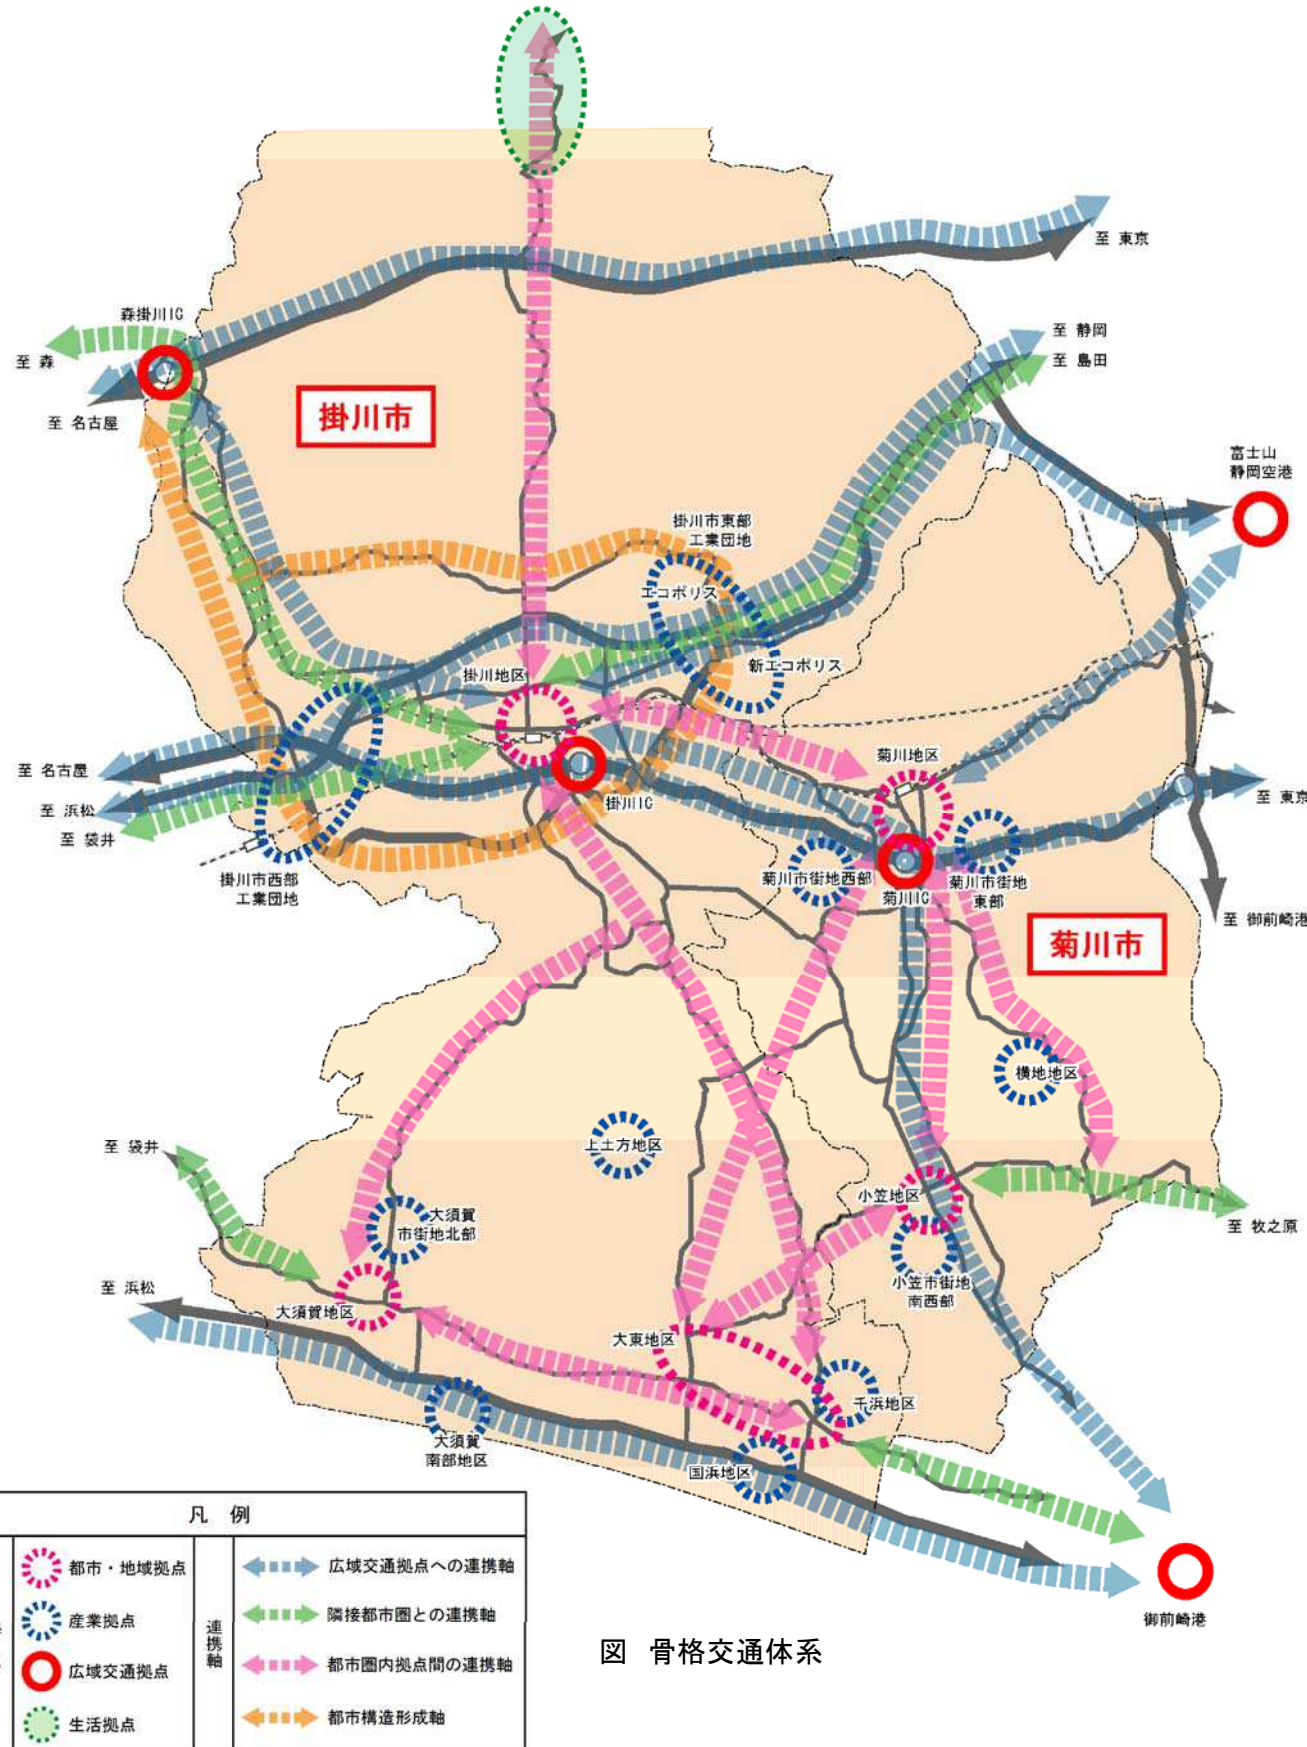 至 東京
森掛川IC
至 静岡
至 森
至 島田
掛川市
至 名古屋
富士山
静岡空港
掛川市東部
工業団地
エコポリス
新エコポリス
掛川地区
菊川地区
至 名古屋
至 東京
至 浜松
掛川IC
至 袋井
掛川市西部
工業団地
菊川市街地西部
菊川市街地
東部
菊川IC
至 御前崎港
菊川市
横地地区
上土方地区
至 袋井
小笠地区
大須賀
市街地北部
至 牧之原
至 浜松
小笠市街地
南西部
大須賀地区
大東地区
千浜地区
大須賀
南部地区
国浜地区
御前崎港
凡 例
都市・地域拠点
産業拠点
広域交通拠点
生活拠点
連携軸
広域交通拠点への連携軸
隣接都市圏との連携軸
都市圏内拠点間の連携軸
都市構造形成軸
図 骨格交通体系